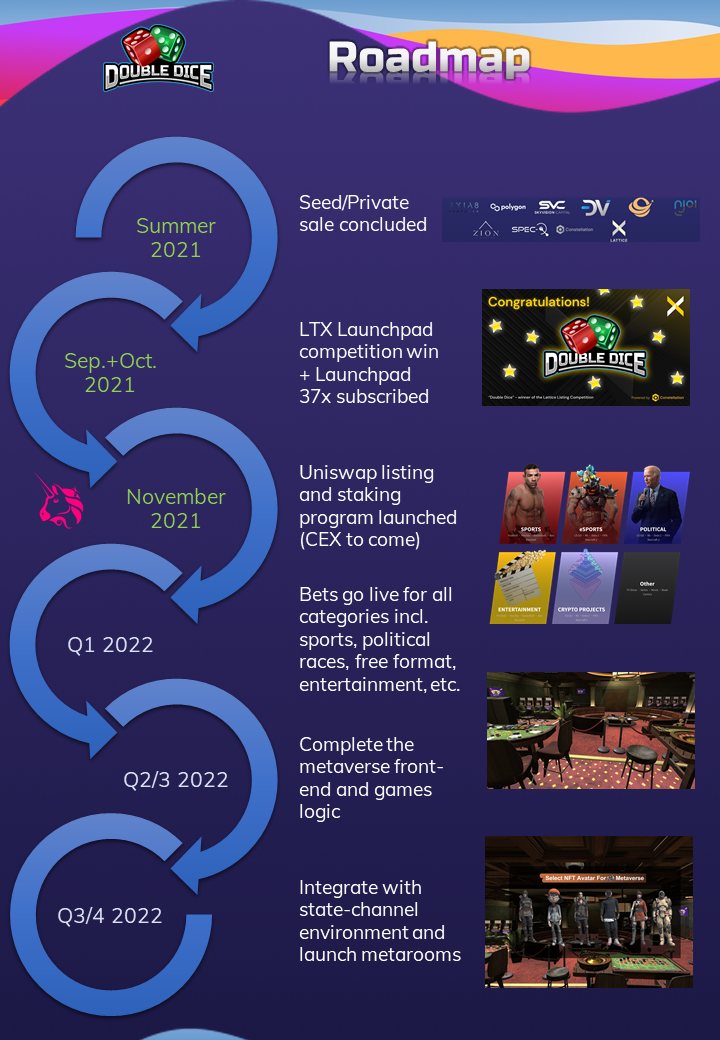 DOUBLE DICE
Roadmap
Summer
2021
Seed/Private
sale concluded
polygon
SVC
SKYVISION CAPITAL
DV
ZION
SPEC
Constellation
LATTICE
Sep.+Oct.
2021
LTX Launchpad
competition win
+ Launchpad
37x subscribed
Congratulations!
DOUBLE DICE
"Double Dice" - winner of the Lattice Listing Competition
Powered by Constellation
November
2021
Uniswap listing
and staking
program launched
(CEX to come)
SPORTS
eSPORTS
POLITICAL
ENTERTAINMENT
CRYPTO PROJECTS
Other
Q1 2022
Bets go live for all
categories incl.
sports, political
races, free format,
entertainment, etc.
Q2/3 2022
Complete the
metaverse front-
end and games
logic
Q3/4 2022
Integrate with
state-channel
environment and
launch metarooms
Select NFT Avatar For Metaverse